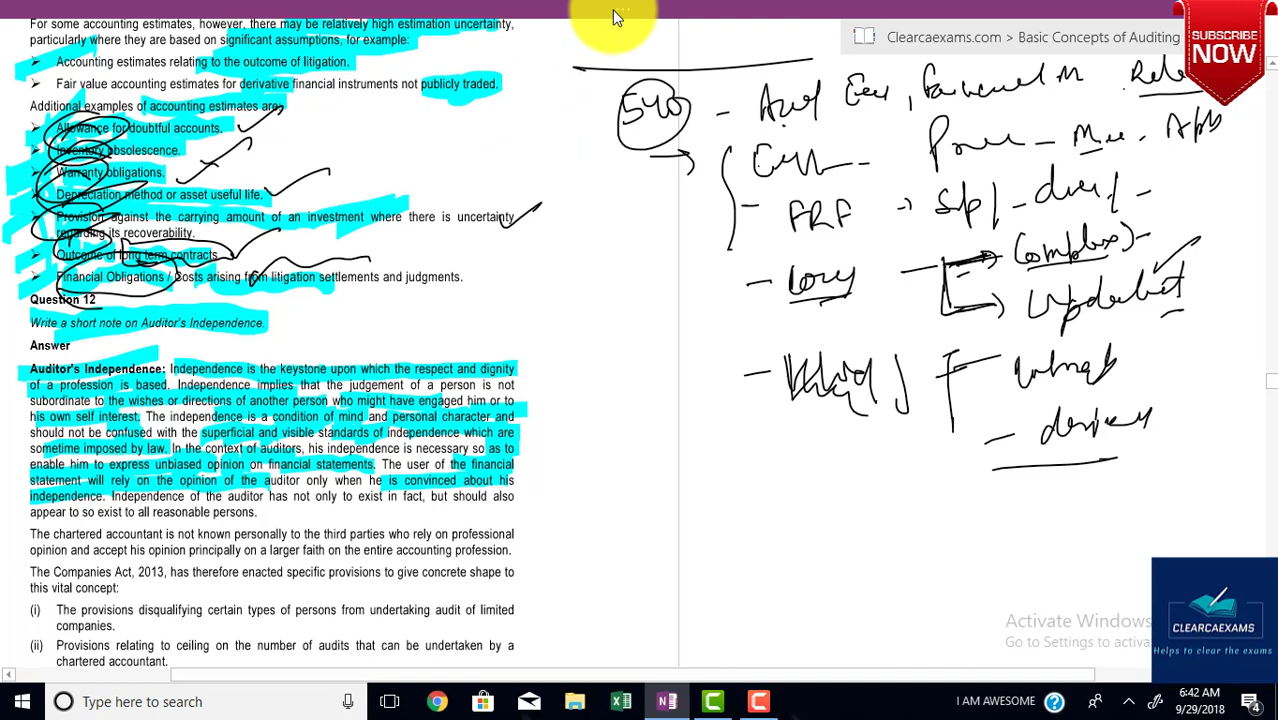 For some accounting estimates, however, there may be relatively high estimation uncertainty,
particularly where they are based on significant assumptions, for example:
Accounting estimates relating to the outcome of litigation.
Fair value accounting estimates for derivative financial instruments not publicly traded.
Additional examples of accounting estimates are:
Allowance for doubtful accounts.
Inventory obsolescence.
Warranty obligations.
Depreciation method or asset useful life.
Provision against the carrying amount of an investment where there is uncertainty
regarding its recoverability.
Outcome of long term contracts.
Financial Obligations / Costs arising from litigation settlements and judgments.
Question 12
Write a short note on Auditor's Independence.
Answer
Auditor's Independence: Independence is the keystone upon which the respect and dignity
of a profession is based. Independence implies that the judgement of a person is not
subordinate to the wishes or directions of another person who might have engaged him or to
his own self interest. The independence is a condition of mind and personal character and
should not be confused with the superficial and visible standards of independence which are
sometime imposed by law. In the context of auditors, his independence is necessary so as to
enable him to express unbiased opinion on financial statements. The user of the financial
statement will rely on the opinion of the auditor only when he is convinced about his
independence. Independence of the auditor has not only to exist in fact, but should also
appear to so exist to all reasonable persons.
The chartered accountant is not known personally to the third parties who rely on professional
opinion and accept his opinion principally on a larger faith on the entire accounting profession.
The Companies Act, 2013, has therefore enacted specific provisions to give concrete shape to
this vital concept:
(i) The provisions disqualifying certain types of persons from undertaking audit of limited
companies.
(ii) Provisions relating to ceiling on the number of audits that can be undertaken by a
chartered accountant.
Clearcaexams.com > Basic Concepts of Auditing
SUBSCRIBE
NOW
540
FRF
Activate Windows
Go to Settings to activa
CLEARCAEXAMS
Helps to clear the exams
Type here to search
I AM AWESOME
6:42 AM
9/29/2018
4